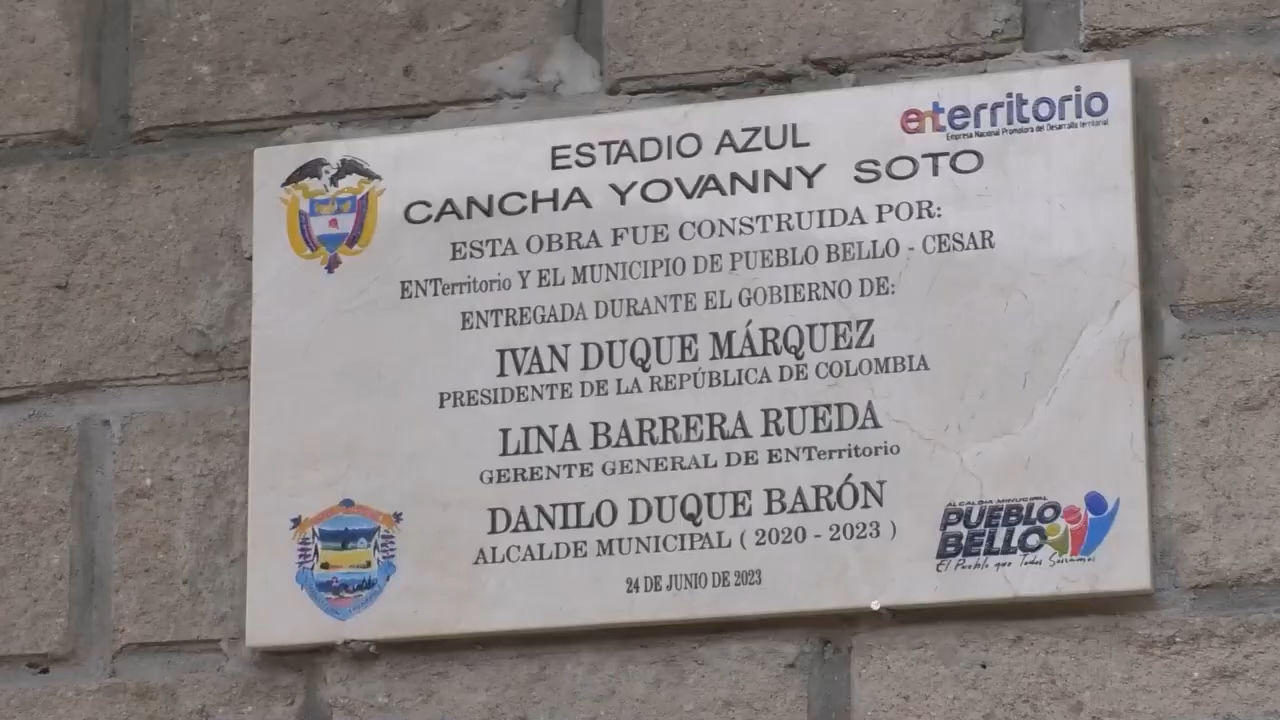 enterritorio
Empresa Nacional Promotora del Desarrollo Territorial
ESTADIO AZUL
CANCHA YOVANNY SOTO
ESTA OBRA FUE CONSTRUIDA POR:
ENTerritorio Y EL MUNICIPIO DE PUEBLO BELLO - CESAR
ENTREGADA DURANTE EL GOBIERNO DE:
IVAN DUQUE MÁRQUEZ
PRESIDENTE DE LA REPÚBLICA DE COLOMBIA
LINA BARRERA RUEDA
GERENTE GENERAL DE ENTerritorio
DANILO DUQUE BARÓN
ALCALDE MUNICIPAL ( 2020 - 2023 )
24 DE JUNIO DE 2023
ALCALDIA MINUCIPAL
PUEBLO
BELLO
El Pueblo que Todos Soñamos